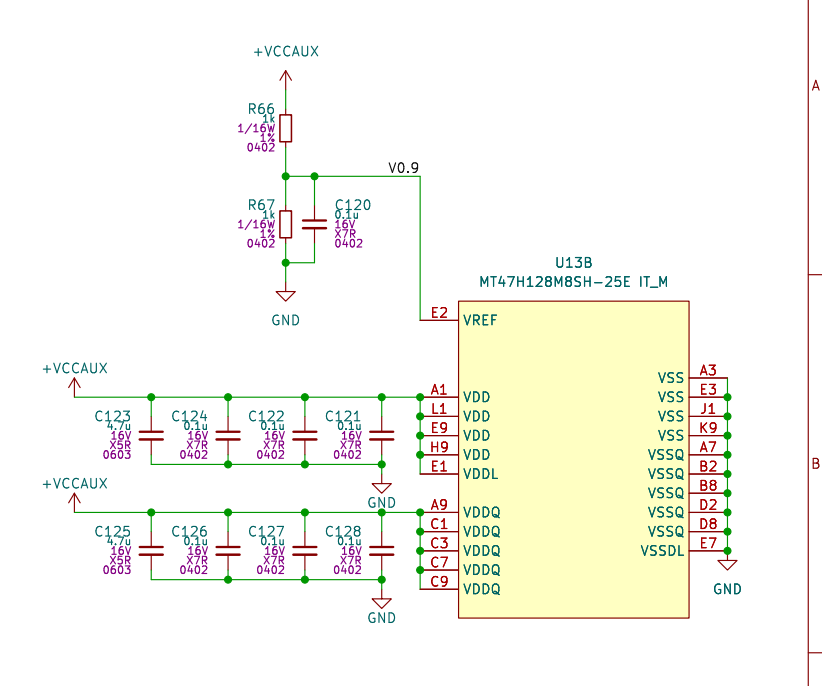 +VCCAUX
A
R66
1k
1/16W
1%
0402
V0.9
R67
1k
1/16W
1%
0402
C120
0.1u
16V
X7R
0402
GND
U13B
MT47H128M8SH-25E IT_M
E2 VREF
+VCCAUX
A1 VDD
L1 VDD
E9 VDD
H9 VDD
E1 VDDL
VSS A3
VSS E3
VSS J1
VSS K9
VSSQ A7
VSSQ B2
VSSQ B8
VSSQ D2
VSSQ D8
VSSDL E7
GND
B
C123
4.7u
16V
X5R
0603
C124
0.1u
16V
X7R
0402
C122
0.1u
16V
X7R
0402
C121
0.1u
16V
X7R
0402
GND
+VCCAUX
A9 VDDQ
C1 VDDQ
C3 VDDQ
C7 VDDQ
C9 VDDQ
C125
4.7u
16V
X5R
0603
C126
0.1u
16V
X7R
0402
C127
0.1u
16V
X7R
0402
C128
0.1u
16V
X7R
0402
GND